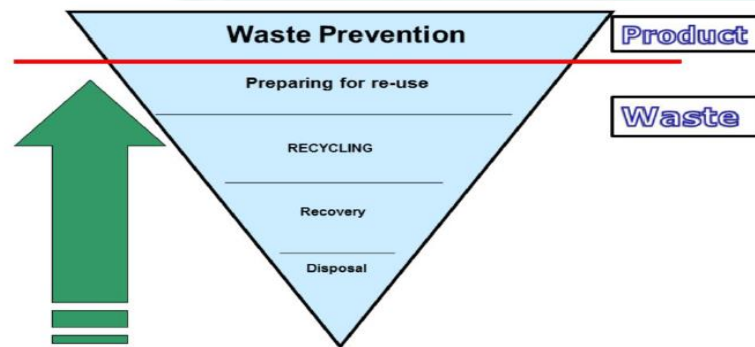 Waste Prevention
Product
Preparing for re-use
Waste
RECYCLING
Recovery
Disposal